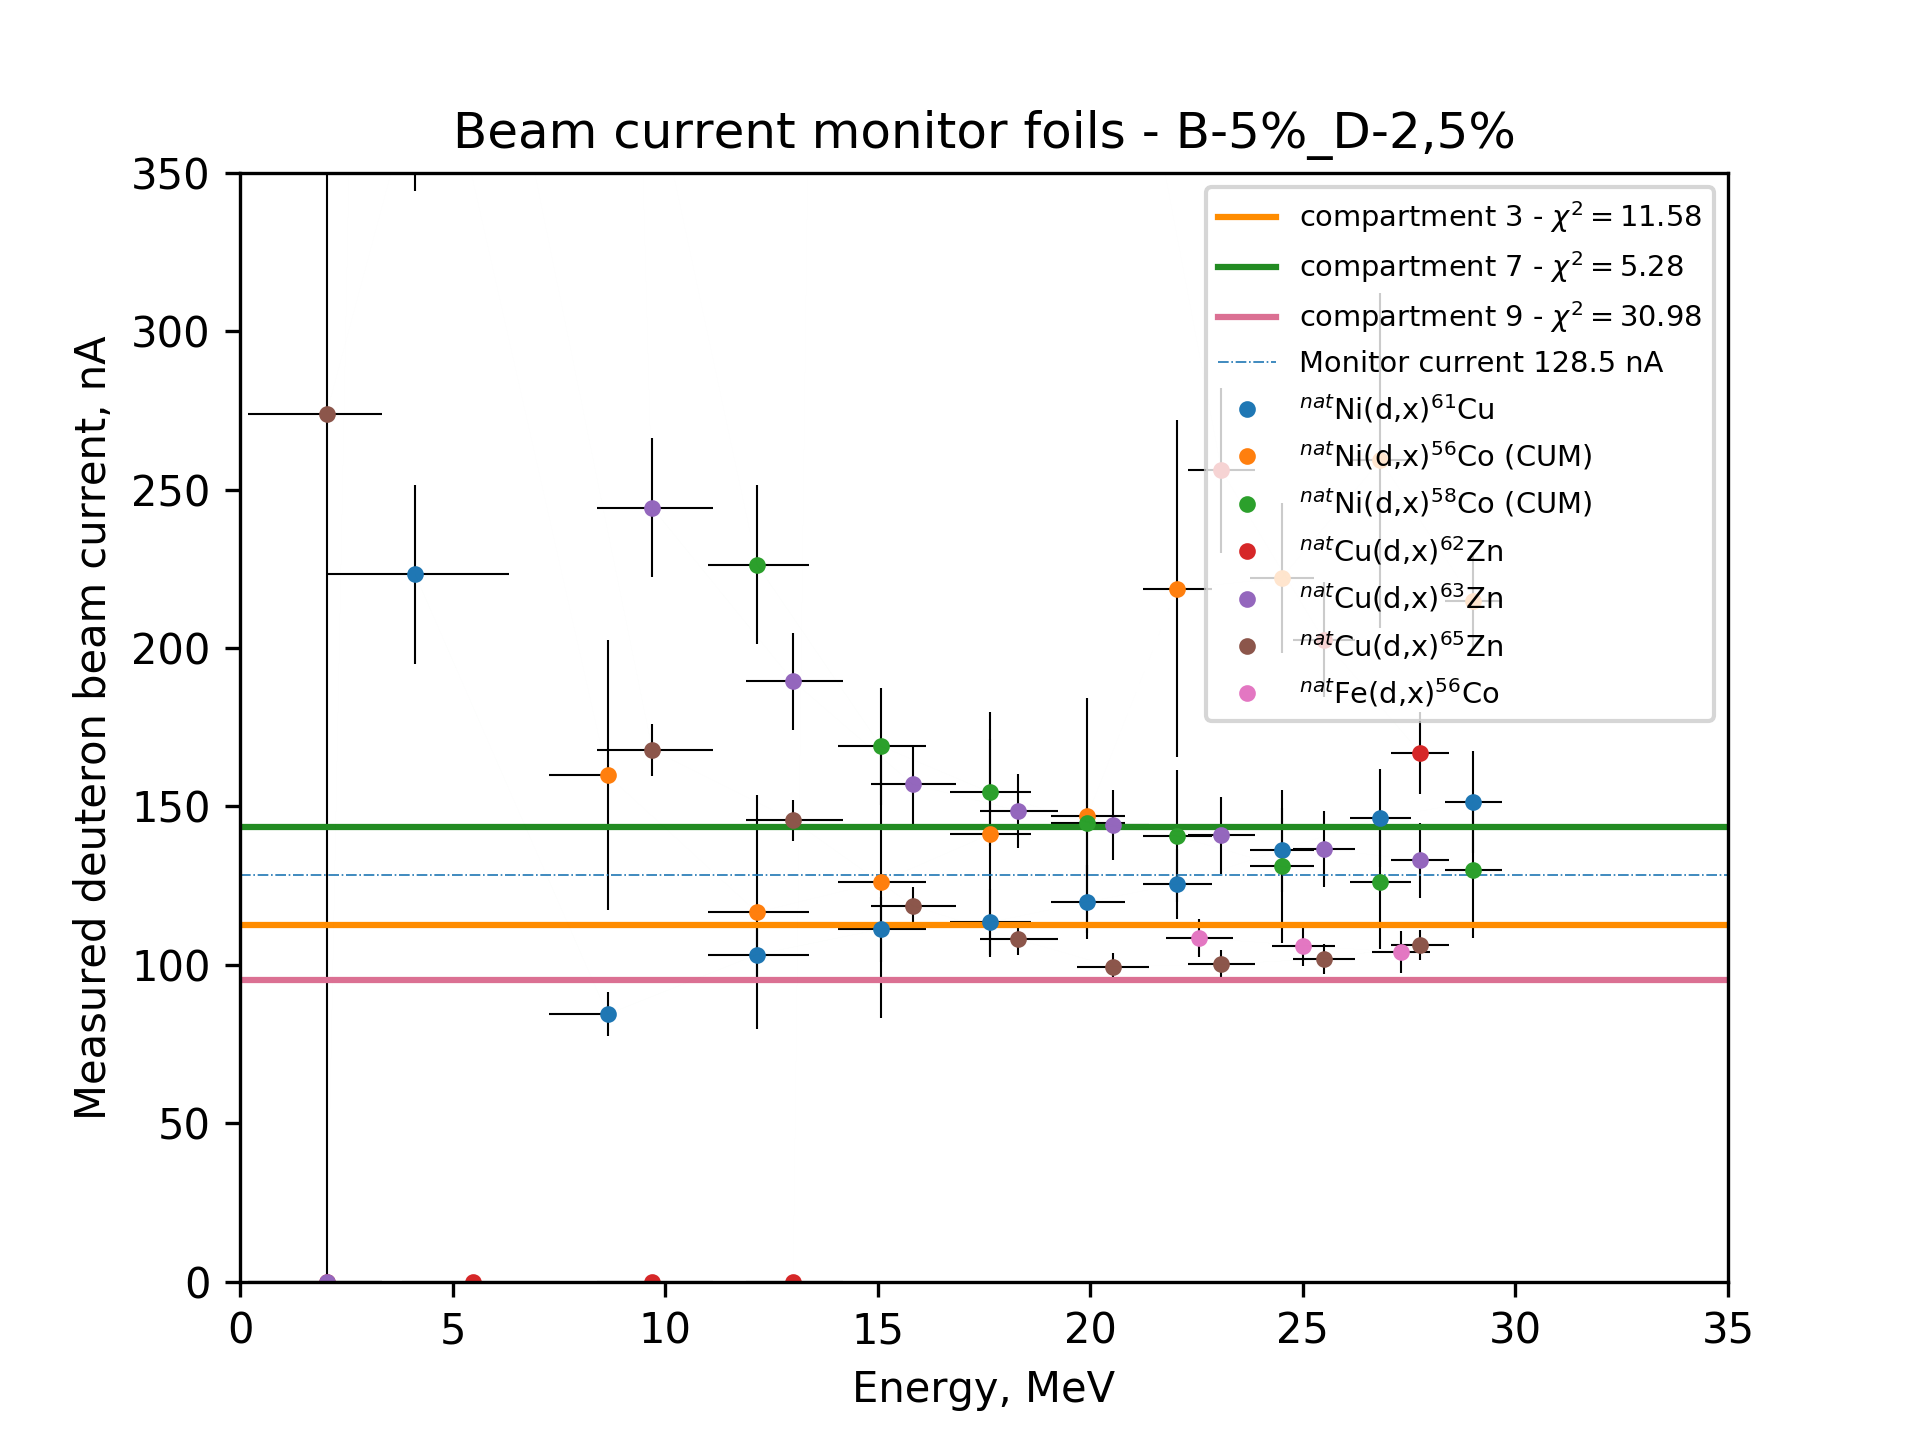 Beam current monitor foils - B-5%_D-2,5%
Measured deuteron beam current, nA
350
300
250
200
150
100
50
0
compartment 3 - χ² = 11.58
compartment 7 - χ² = 5.28
compartment 9 - χ² = 30.98
Monitor current 128.5 nA
ⁿᵃᵗNi(d,x)⁶¹Cu
ⁿᵃᵗNi(d,x)⁵⁶Co (CUM)
ⁿᵃᵗNi(d,x)⁵⁸Co (CUM)
ⁿᵃᵗCu(d,x)⁶²Zn
ⁿᵃᵗCu(d,x)⁶³Zn
ⁿᵃᵗCu(d,x)⁶⁵Zn
ⁿᵃᵗFe(d,x)⁵⁶Co
0 5 10 15 20 25 30 35
Energy, MeV